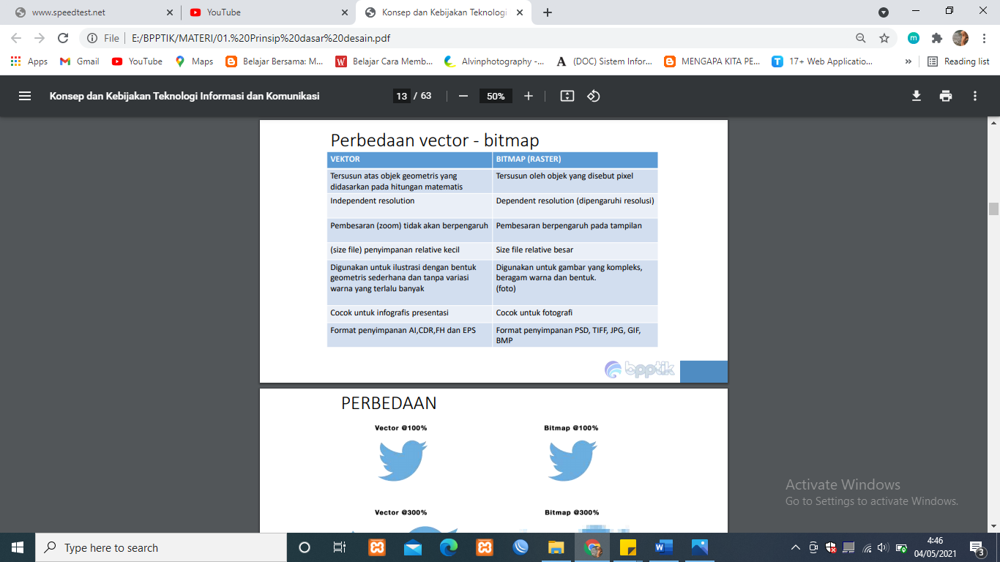 www.speedtest.net
YouTube
Konsep dan Kebijakan Teknologi
File
E:/BPPTIK/MATERI/01.%20Prinsip%20dasar%20desain.pdf
m
Apps
Gmail
YouTube
Maps
Belajar Bersama: M...
Belajar Cara Memb...
Alvinphotography -...
(DOC) Sistem Infor...
MENGAPA KITA PE...
17+ Web Applicatio...
»
Reading list
Konsep dan Kebijakan Teknologi Informasi dan Komunikasi
13 / 63
50%
Perbedaan vector - bitmap
VEKTOR
BITMAP (RASTER)
Tersusun atas objek geometris yang
didasarkan pada hitungan matematis
Tersusun oleh objek yang disebut pixel
Independent resolution
Dependent resolution (dipengaruhi resolusi)
Pembesaran (zoom) tidak akan berpengaruh
Pembesaran berpengaruh pada tampilan
(size file) penyimpanan relative kecil
Size file relative besar
Digunakan untuk ilustrasi dengan bentuk
geometris sederhana dan tanpa variasi
warna yang terlalu banyak
Digunakan untuk gambar yang kompleks,
beragam warna dan bentuk.
(foto)
Cocok untuk infografis presentasi
Cocok untuk fotografi
Format penyimpanan AI,CDR,FH dan EPS
Format penyimpanan PSD, TIFF, JPG, GIF,
BMP
bpptik
PERBEDAAN
Vector @100%
Bitmap @100%
Vector @300%
Bitmap @300%
Activate Windows
Go to Settings to activate Windows.
Type here to search
4:46
04/05/2021
3